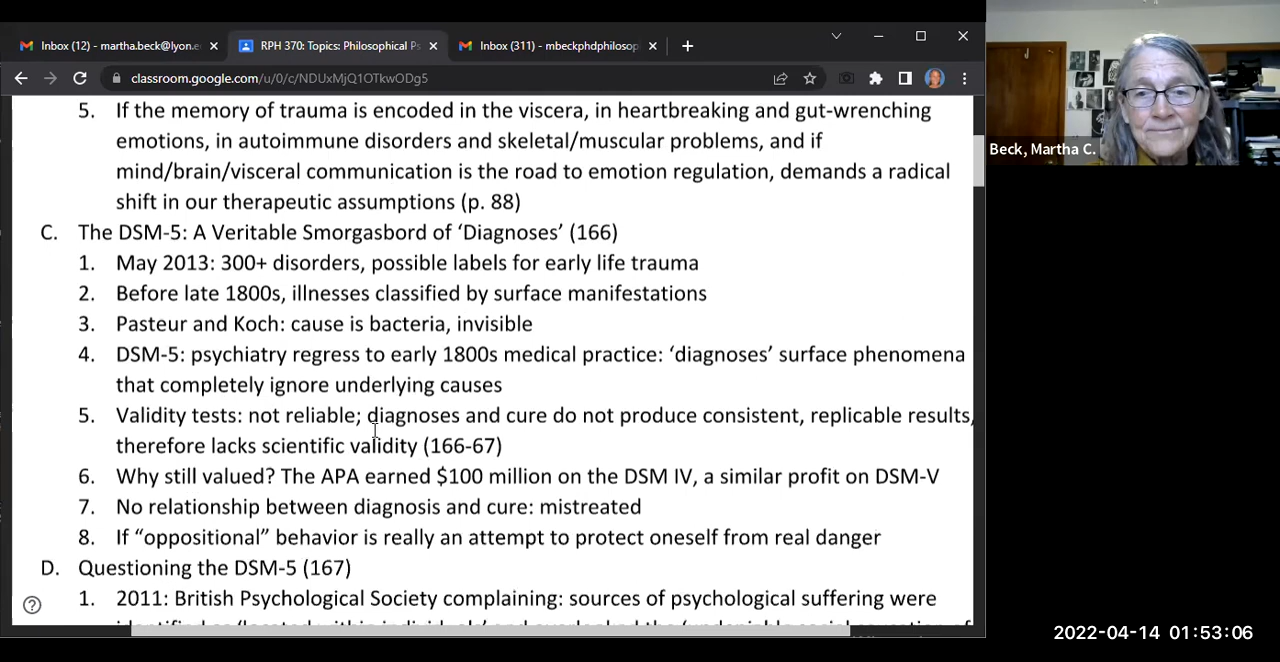 Inbox (12) - martha.beck@lyon.e
RPH 370: Topics: Philosophical Ps
Inbox (311) - mbeckphdphilosop
classroom.google.com/u/0/c/NDUxMjQ1OTkwODg5
5. If the memory of trauma is encoded in the viscera, in heartbreaking and gut-wrenching
emotions, in autoimmune disorders and skeletal/muscular problems, and if
mind/brain/visceral communication is the road to emotion regulation, demands a radical
shift in our therapeutic assumptions (p. 88)
C. The DSM-5: A Veritable Smorgasbord of ‘Diagnoses’ (166)
1. May 2013: 300+ disorders, possible labels for early life trauma
2. Before late 1800s, illnesses classified by surface manifestations
3. Pasteur and Koch: cause is bacteria, invisible
4. DSM-5: psychiatry regress to early 1800s medical practice: ‘diagnoses’ surface phenomena
that completely ignore underlying causes
5. Validity tests: not reliable; diagnoses and cure do not produce consistent, replicable results,
therefore lacks scientific validity (166-67)
6. Why still valued? The APA earned $100 million on the DSM IV, a similar profit on DSM-V
7. No relationship between diagnosis and cure: mistreated
8. If “oppositional” behavior is really an attempt to protect oneself from real danger
D. Questioning the DSM-5 (167)
1. 2011: British Psychological Society complaining: sources of psychological suffering were
Beck, Martha C.
2022-04-14 01:53:06